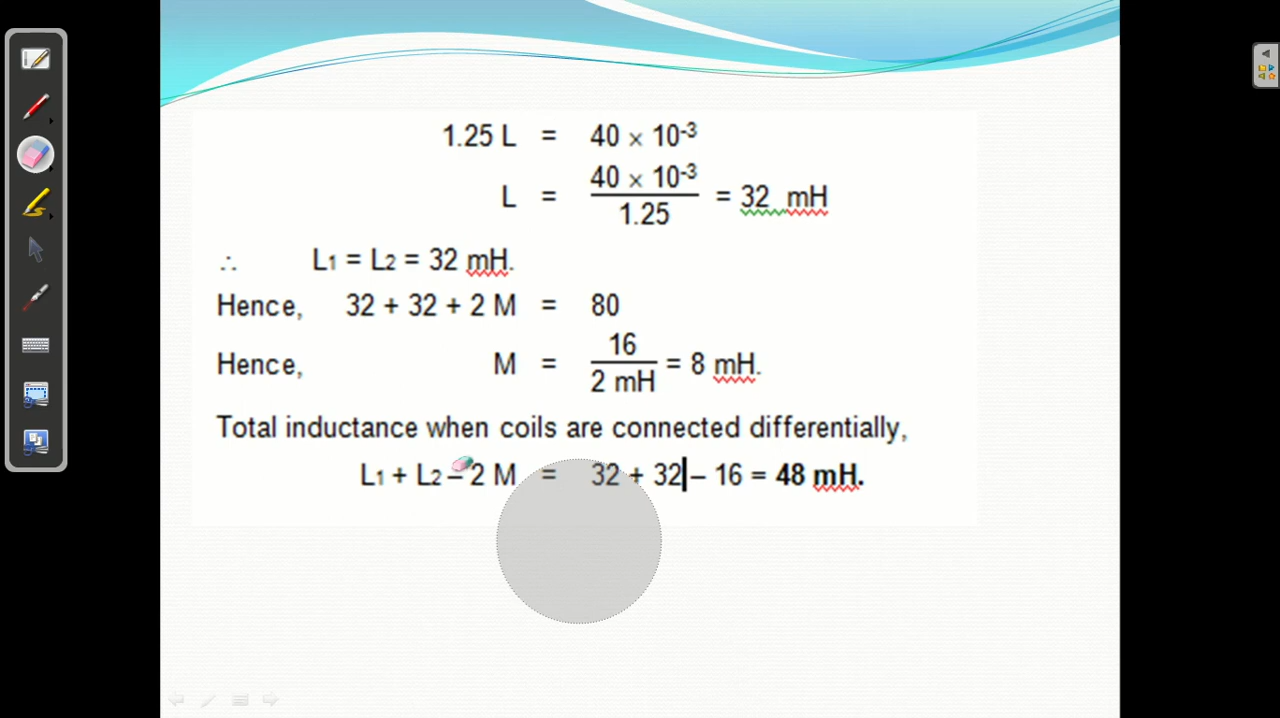 1.25 L = 40 × 10-3
L = 40 × 10-3 / 1.25 = 32 mH
∴ L1 = L2 = 32 mH.
Hence, 32 + 32 + 2 M = 80
Hence, M = 16 / 2 mH = 8 mH.
Total inductance when coils are connected differentially,
L1 + L2 – 2 M = 32 + 32 – 16 = 48 mH.